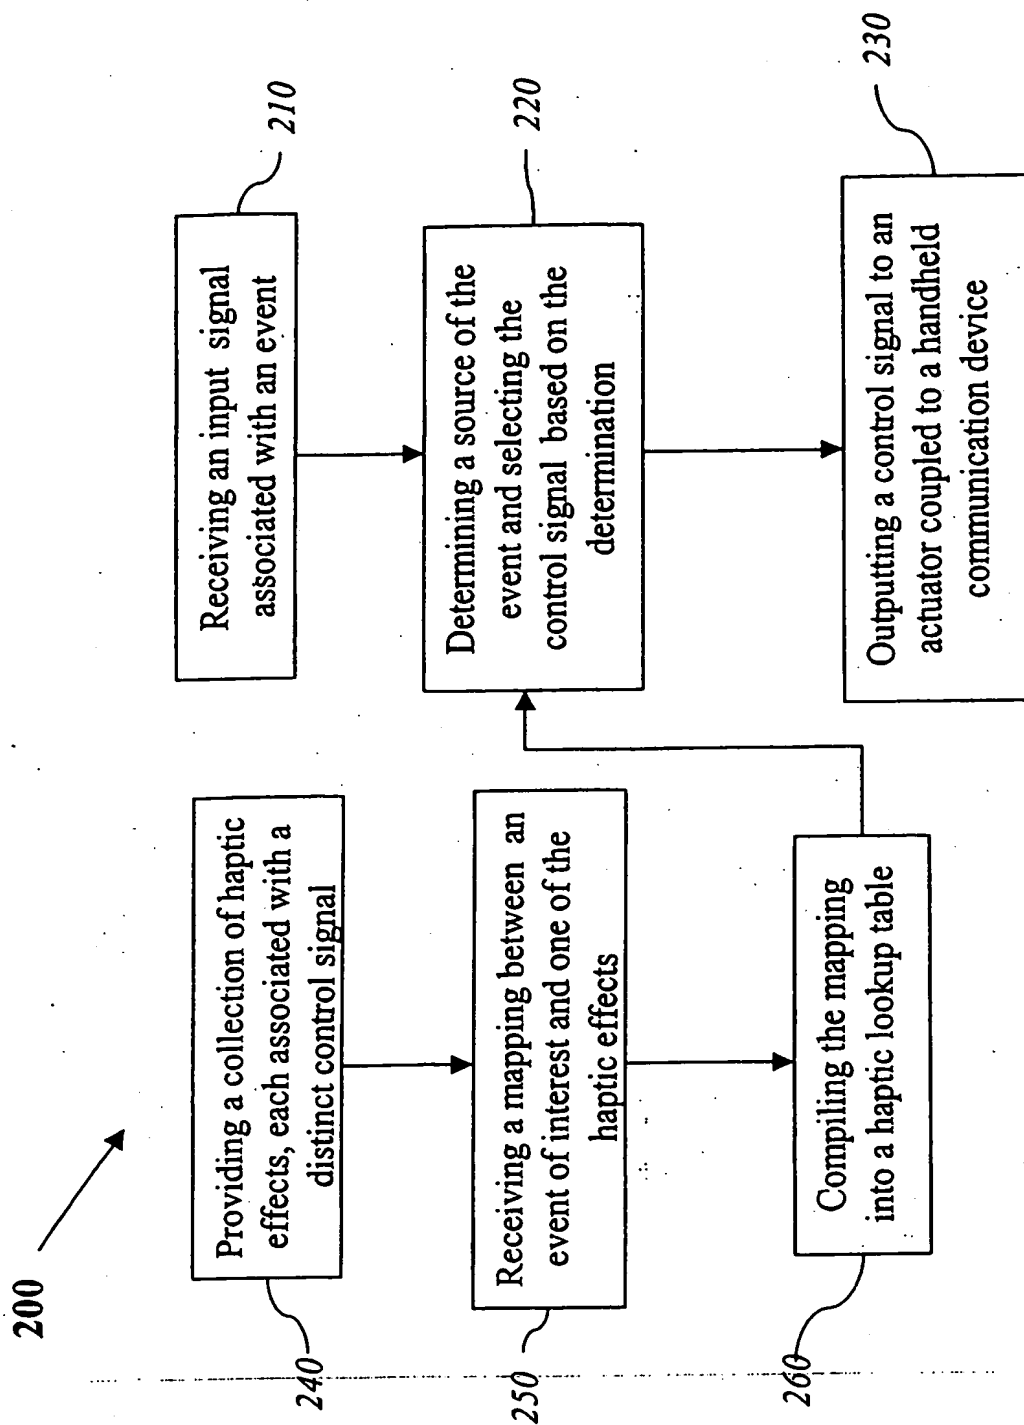 200
Providing a collection of haptic
effects, each associated with a
distinct control signal
240
Receiving a mapping between an
event of interest and one of the
haptic effects
250
Compiling the mapping
into a haptic lookup table
260
Receiving an input signal
associated with an event
210
Determining a source of the
event and selecting the
control signal based on the
determination
220
Outputting a control signal to an
actuator coupled to a handheld
communication device
230